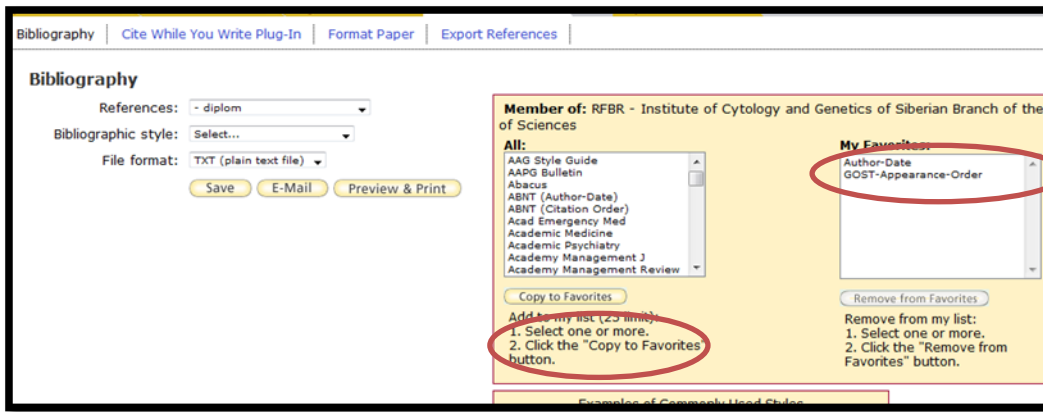 Bibliography Cite While You Write Plug-In Format Paper Export References
Bibliography
References: - diplom
Bibliographic style: Select...
File format: TXT (plain text file)
Save E-Mail Preview & Print
Member of: RFBR - Institute of Cytology and Genetics of Siberian Branch of the
of Sciences
All:
AAG Style Guide
AAPG Bulletin
Abacus
ABNT (Author-Date)
ABNT (Citation Order)
Acad Emergency Med
Academic Medicine
Academic Psychiatry
Academy Management J
Academy Management Review
Copy to Favorites
Add to my list (25 limit):
1. Select one or more.
2. Click the "Copy to Favorites"
button.
My Favorites:
Author-Date
GOST-Appearance-Order
Remove from Favorites
Remove from my list:
1. Select one or more.
2. Click the "Remove from
Favorites" button.
Examples of Commonly Used Styles